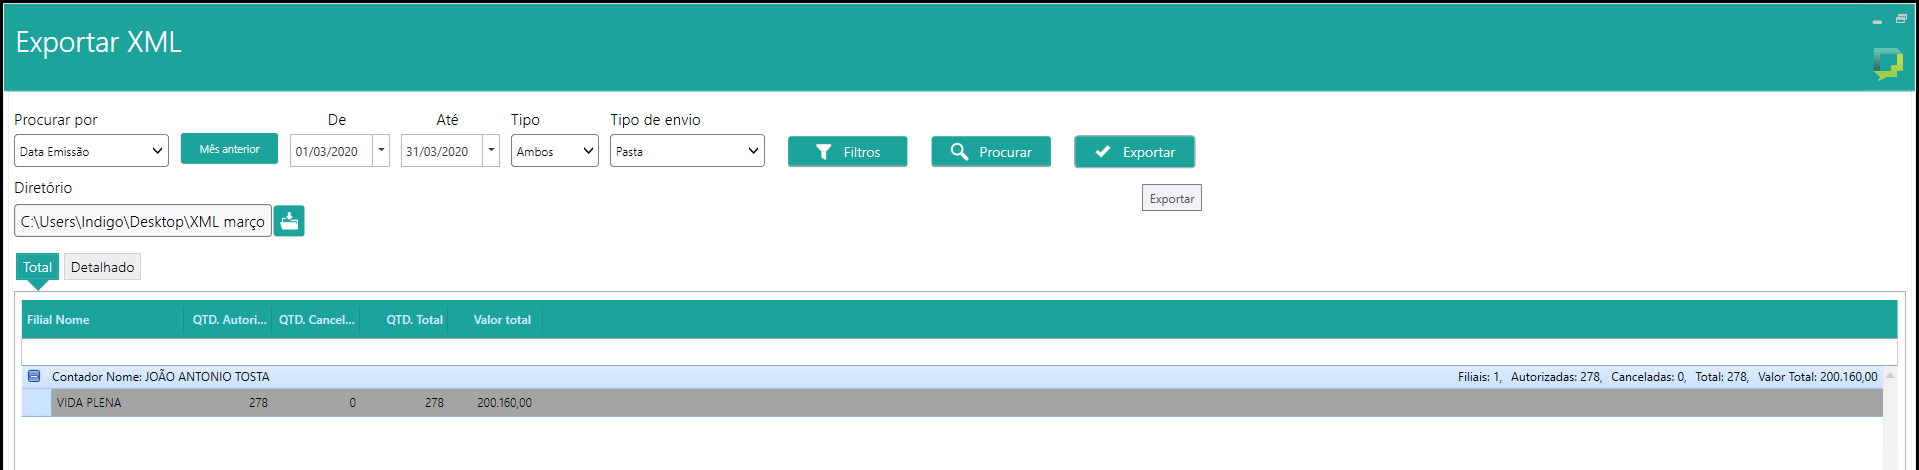 Exportar XML
Procurar por De Até Tipo Tipo de envio
Data Emissão Mês anterior 01/03/2020 31/03/2020 Ambos Pasta Filtros Procurar Exportar
Diretório Exportar
C:\Users\Indigo\Desktop\XML março
Total Detalhado
Filial Nome QTD. Autori... QTD. Cancel... QTD. Total Valor total
Contador Nome: JOÃO ANTONIO TOSTA Filiais: 1, Autorizadas: 278, Canceladas: 0, Total: 278, Valor Total: 200.160,00
VIDA PLENA 278 0 278 200.160,00